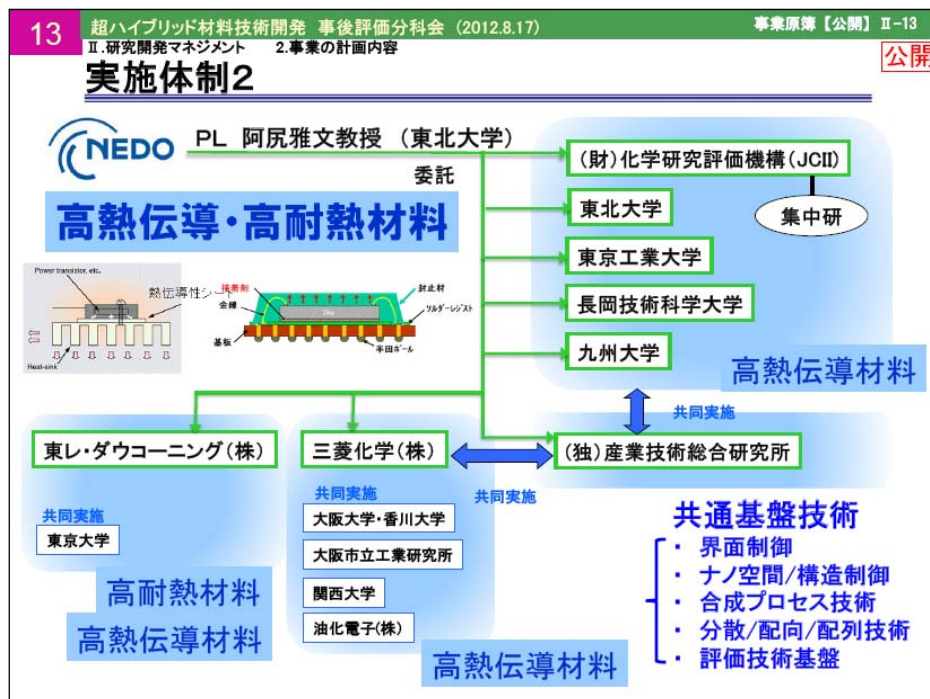 13
超ハイブリッド材料技術開発 事後評価分科会 (2012.8.17)
事業原簿【公開】Ⅱ-13
Ⅱ.研究開発マネジメント 2.事業の計画内容
公開
実施体制2
NEDO
PL 阿尻雅文教授 (東北大学)
委託
高熱伝導・高耐熱材料
(財)化学研究評価機構(JCII)
集中研
東北大学
東京工業大学
長岡技術科学大学
九州大学
高熱伝導材料
Power transistor, etc.
熱伝導性シート
Heat-sink
接着剤
金線
封止材
ソルダーレジスト
基板
半田ボール
共同実施
東レ・ダウコーニング(株)
三菱化学(株)
(独)産業技術総合研究所
共同実施
共同実施
東京大学
共同実施
大阪大学・香川大学
大阪市立工業研究所
関西大学
油化電子(株)
高耐熱材料
高熱伝導材料
高熱伝導材料
共通基盤技術
・ 界面制御
・ ナノ空間/構造制御
・ 合成プロセス技術
・ 分散/配向/配列技術
・ 評価技術基盤